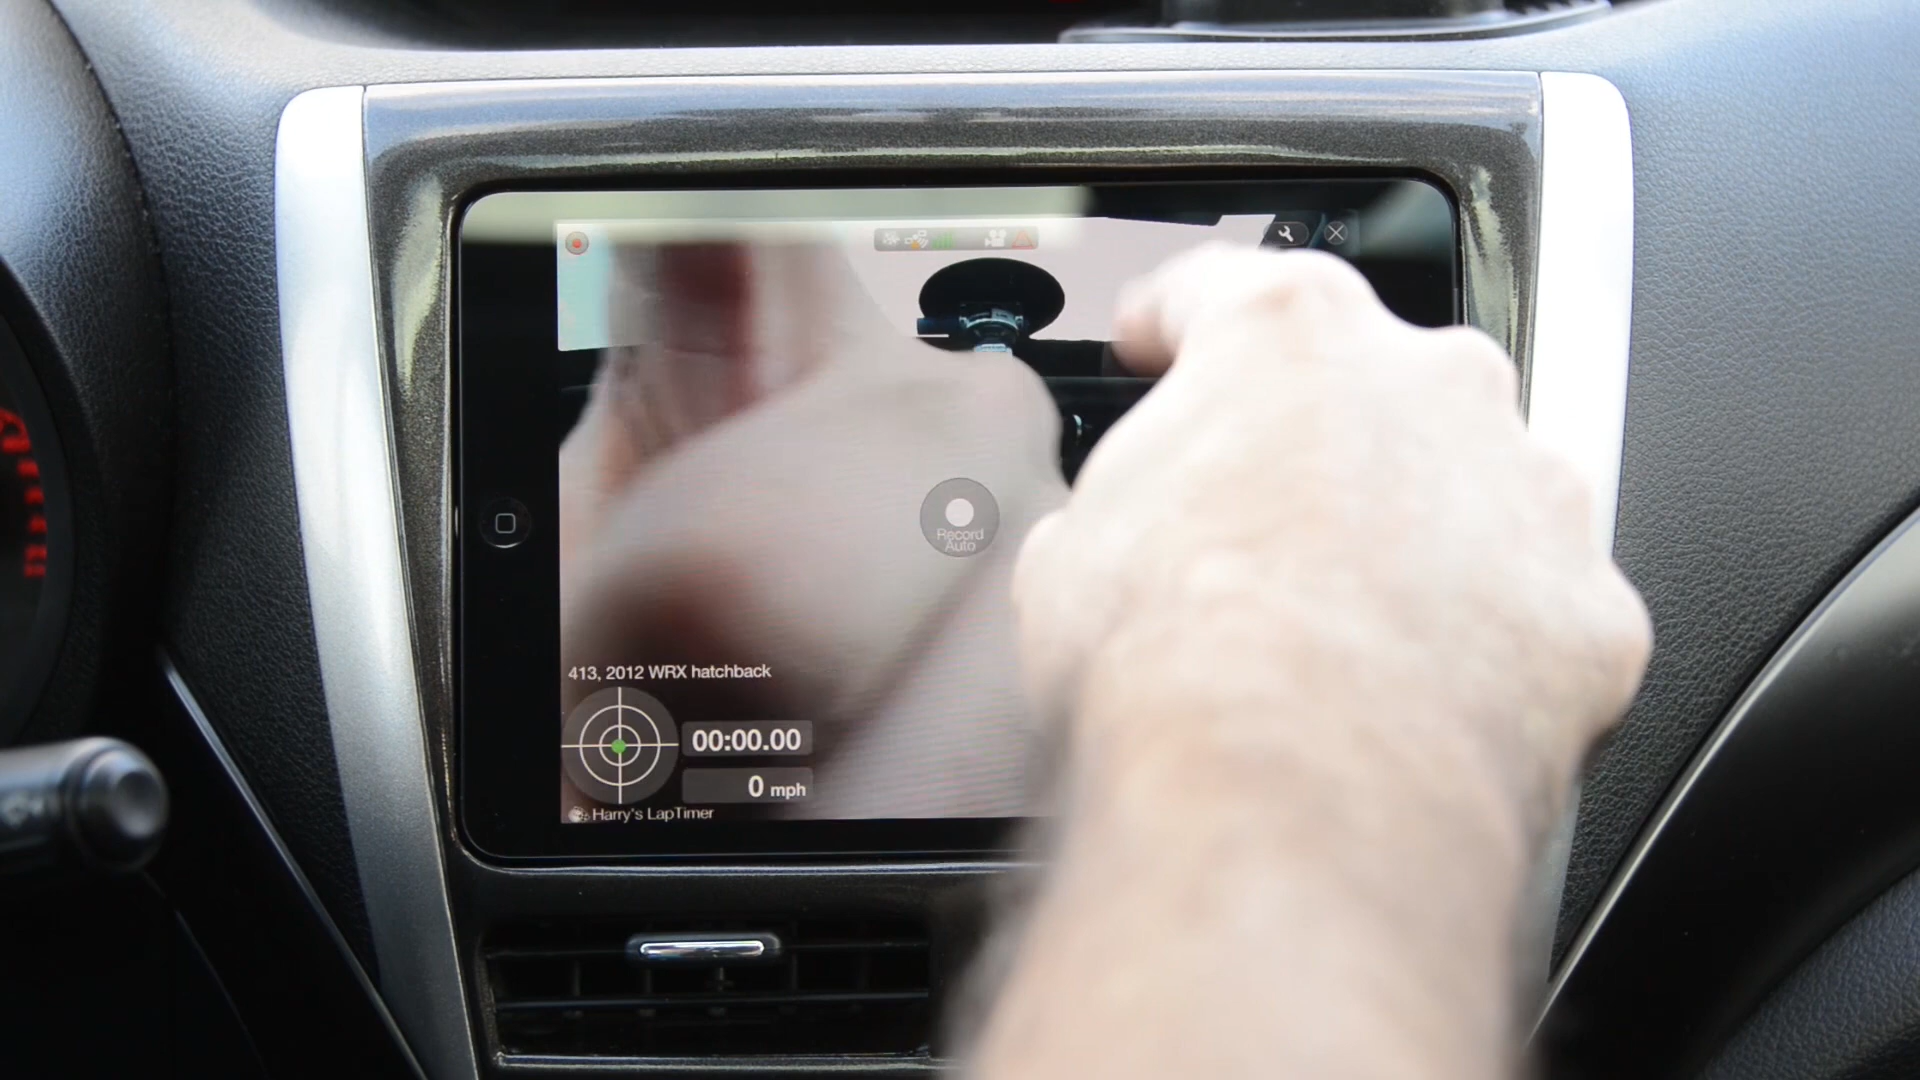 Record
Auto
413, 2012 WRX hatchback
00:00.00
0 mph
Harry's LapTimer